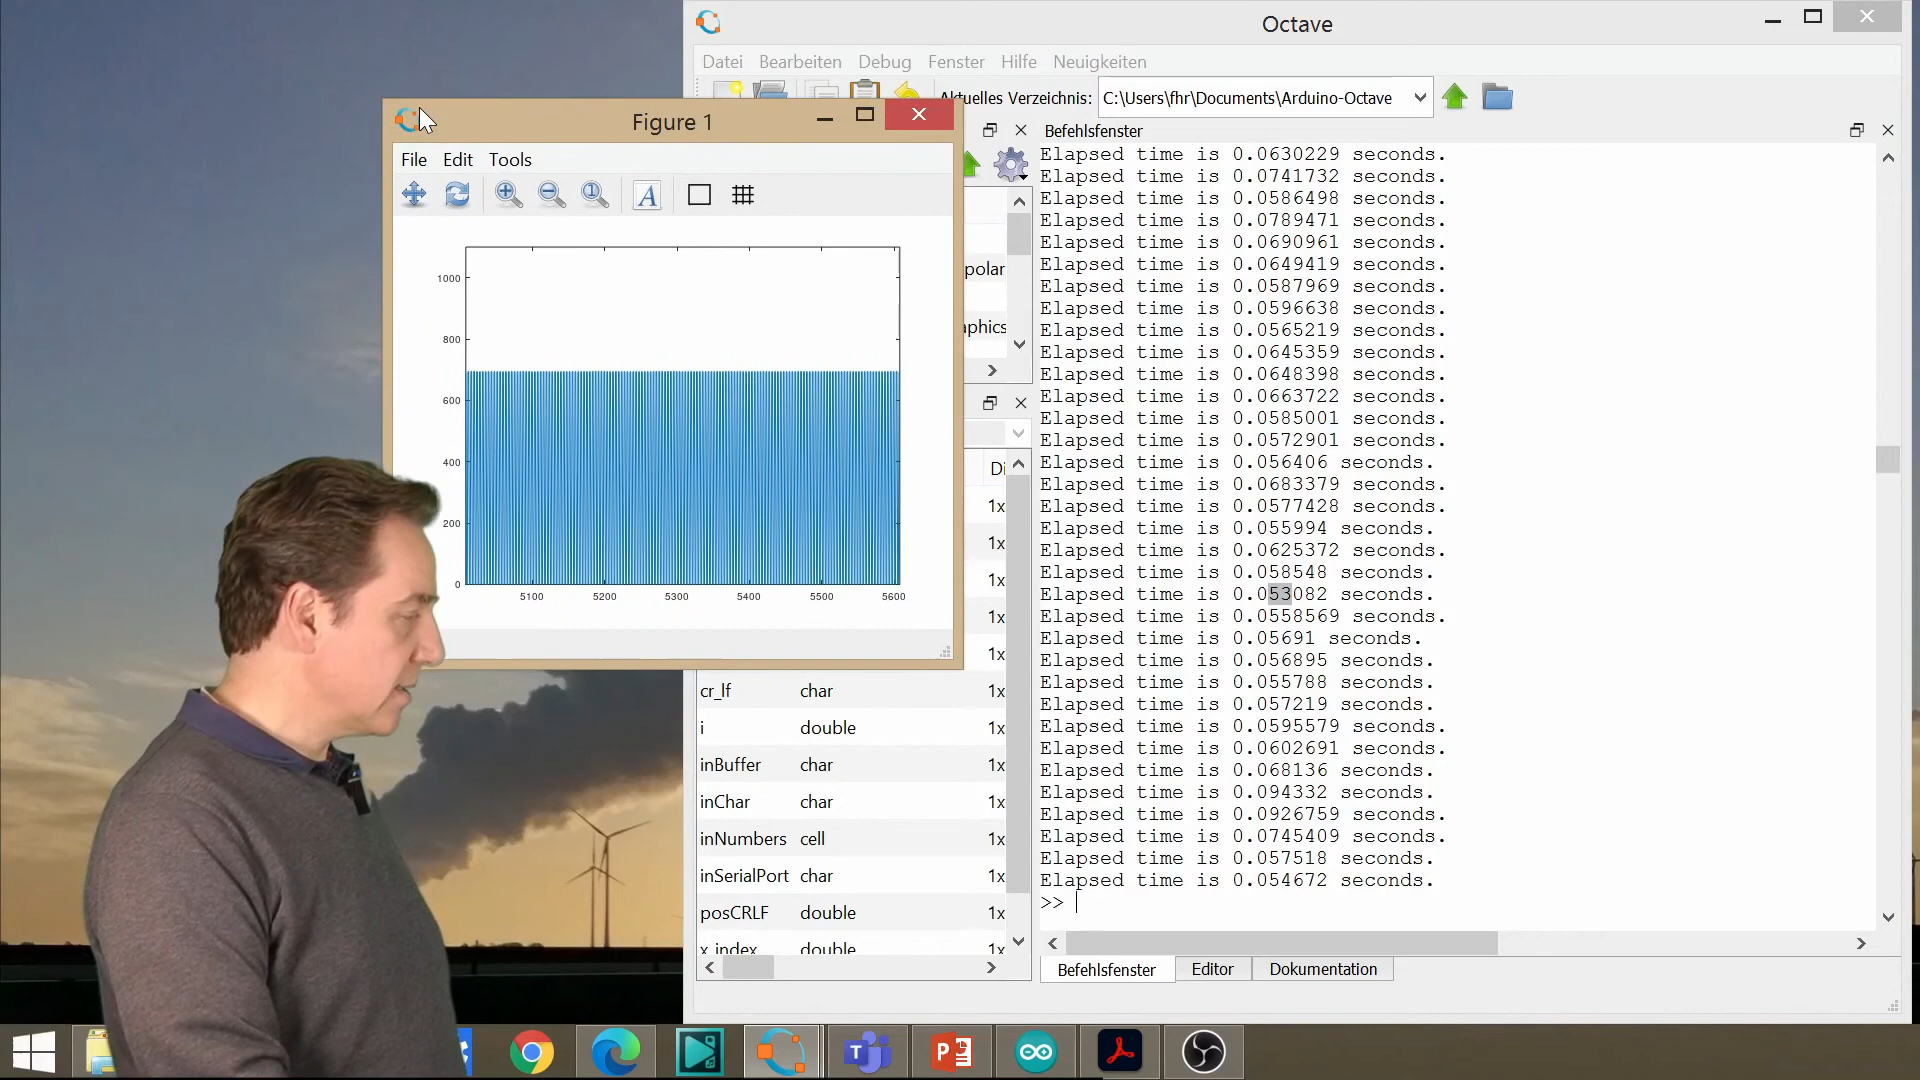 Octave
Datei Bearbeiten Debug Fenster Hilfe Neuigkeiten
Aktuelles Verzeichnis: C:\Users\fhr\Documents\Arduino-Octave
Figure 1
File Edit Tools
A
1000
800
600
400
200
0
5100 5200 5300 5400 5500 5600
polar
aphics
Di
1x
1x
1x
1x
1x
cr_lf char 1x
i double 1x
inBuffer char 1x
inChar char 1x
inNumbers cell 1x
inSerialPort char 1x
posCRLF double 1x
x_index double 1x
Befehlsfenster
Elapsed time is 0.0630229 seconds.
Elapsed time is 0.0741732 seconds.
Elapsed time is 0.0586498 seconds.
Elapsed time is 0.0789471 seconds.
Elapsed time is 0.0690961 seconds.
Elapsed time is 0.0649419 seconds.
Elapsed time is 0.0587969 seconds.
Elapsed time is 0.0596638 seconds.
Elapsed time is 0.0565219 seconds.
Elapsed time is 0.0645359 seconds.
Elapsed time is 0.0648398 seconds.
Elapsed time is 0.0663722 seconds.
Elapsed time is 0.0585001 seconds.
Elapsed time is 0.0572901 seconds.
Elapsed time is 0.056406 seconds.
Elapsed time is 0.0683379 seconds.
Elapsed time is 0.0577428 seconds.
Elapsed time is 0.055994 seconds.
Elapsed time is 0.0625372 seconds.
Elapsed time is 0.058548 seconds.
Elapsed time is 0.053082 seconds.
Elapsed time is 0.0558569 seconds.
Elapsed time is 0.05691 seconds.
Elapsed time is 0.056895 seconds.
Elapsed time is 0.055788 seconds.
Elapsed time is 0.057219 seconds.
Elapsed time is 0.0595579 seconds.
Elapsed time is 0.0602691 seconds.
Elapsed time is 0.068136 seconds.
Elapsed time is 0.094332 seconds.
Elapsed time is 0.0926759 seconds.
Elapsed time is 0.0745409 seconds.
Elapsed time is 0.057518 seconds.
Elapsed time is 0.054672 seconds.
>>
Befehlsfenster Editor Dokumentation